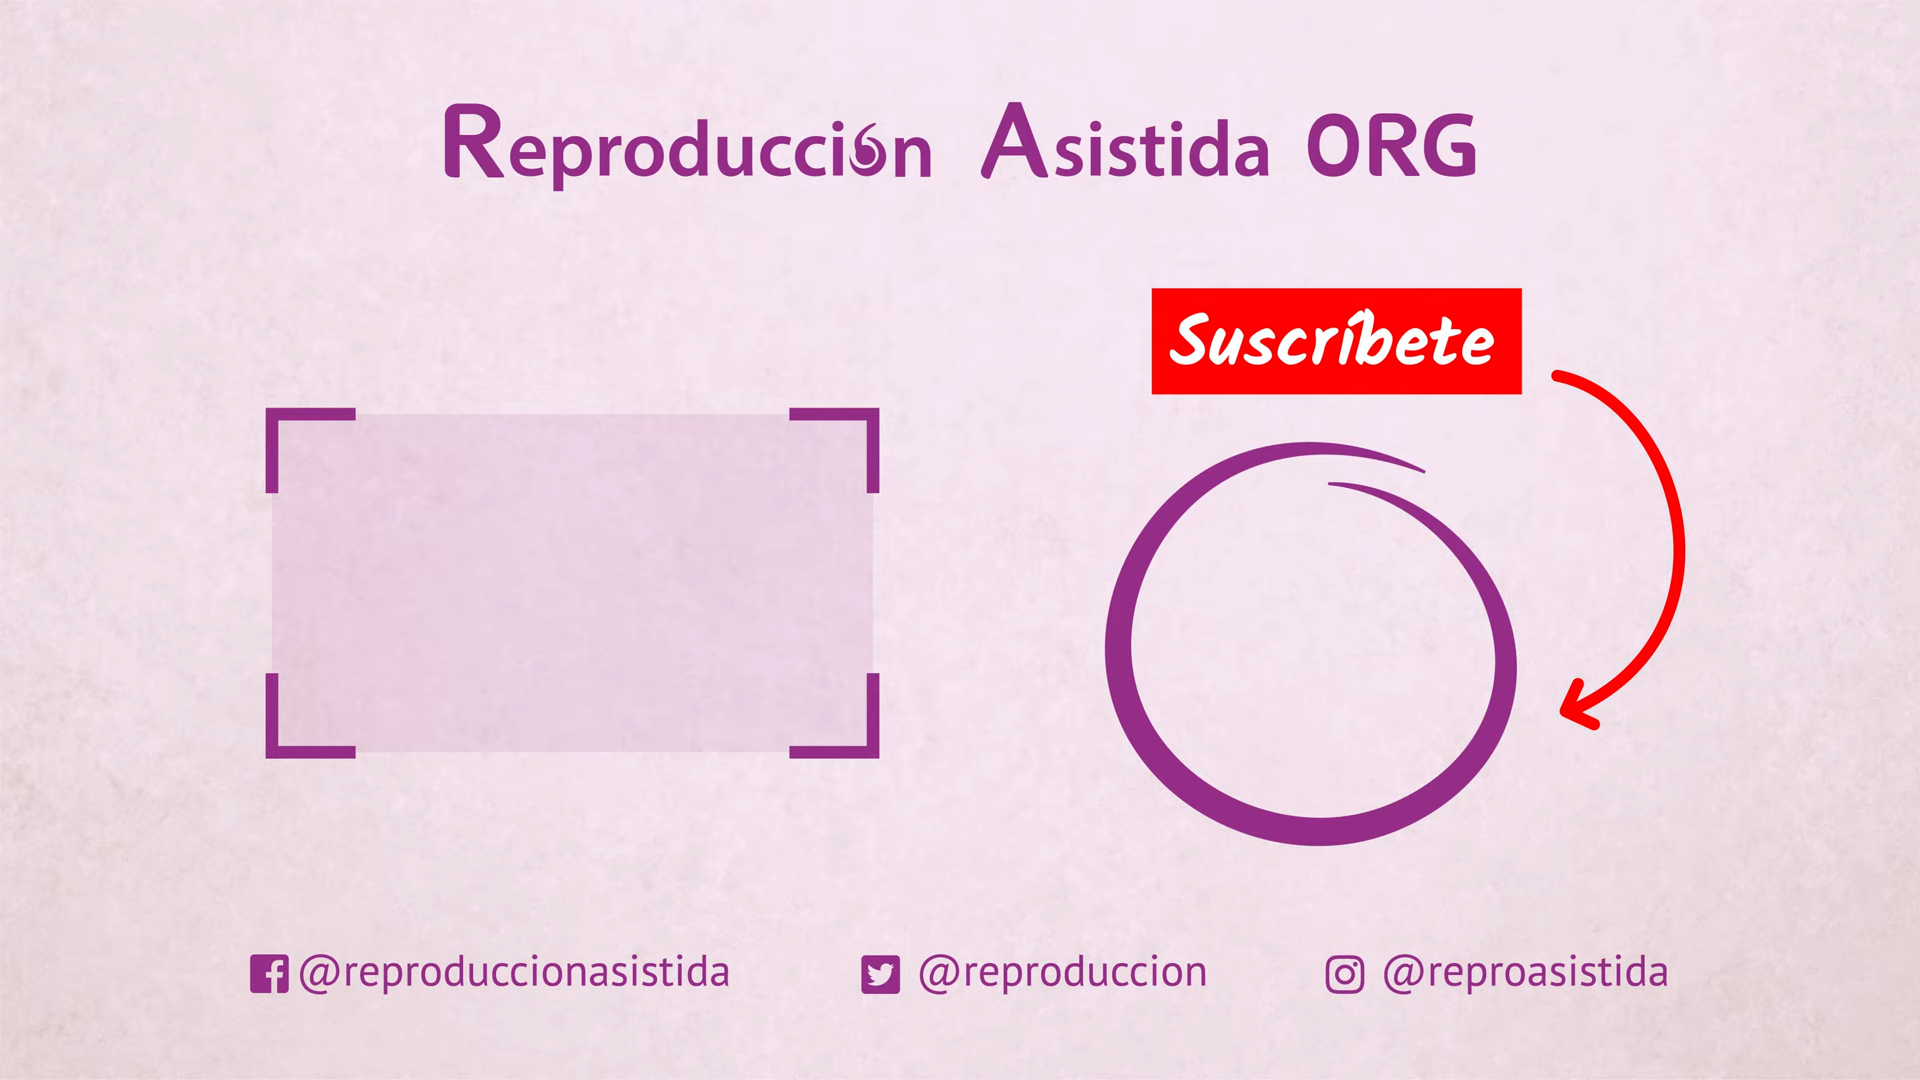 Reproducción Asistida ORG
Suscríbete
@reproduccionasistida
@reproduccion
@reproasistida